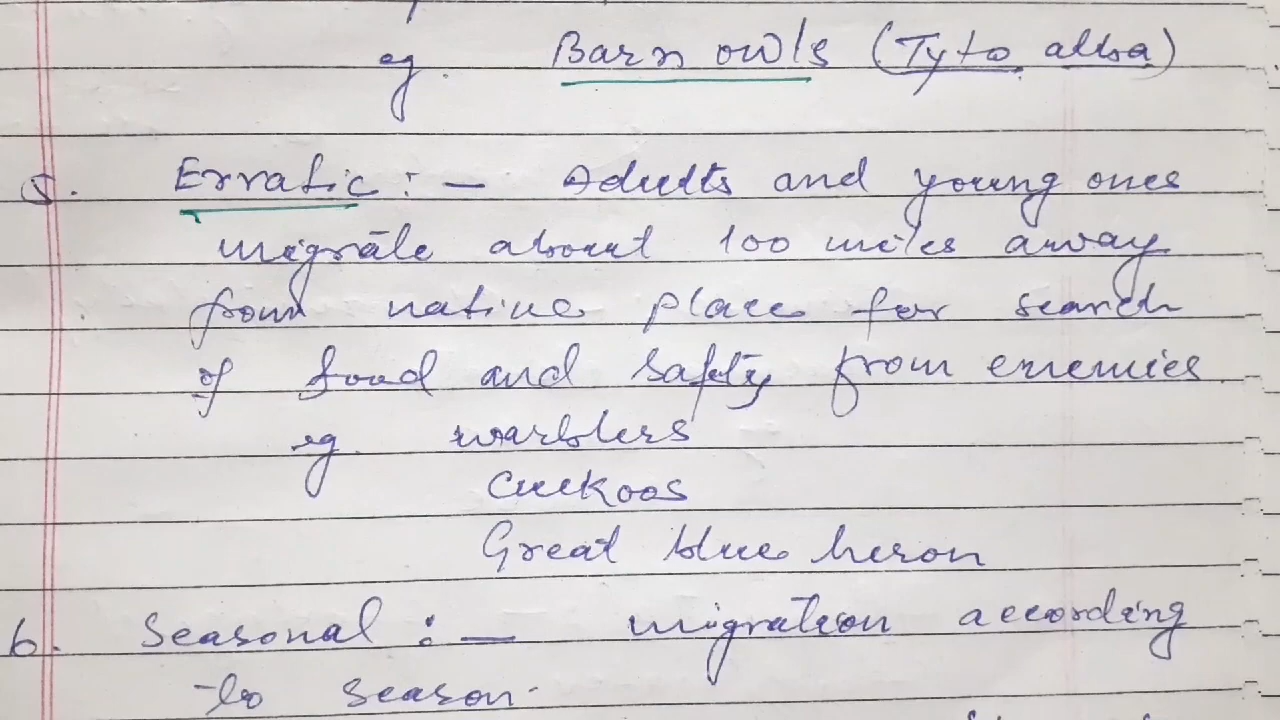 eg. Barn owls (Tyto alba)
5. Erratic : — Adults and young ones
migrate about 100 miles away
from native place for search
of food and safty from enemies.
eg. warblers
Cuckoos
Great blue heron
6. Seasonal : — migration according
to season.